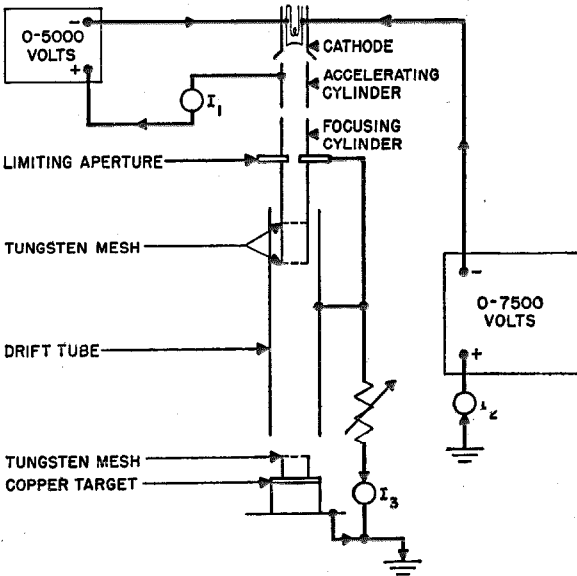 -
0-5000
VOLTS
+
I₁
CATHODE
ACCELERATING
CYLINDER
FOCUSING
CYLINDER
LIMITING APERTURE
TUNGSTEN MESH
-
0-7500
VOLTS
+
I₂
DRIFT TUBE
TUNGSTEN MESH
COPPER TARGET
I₃